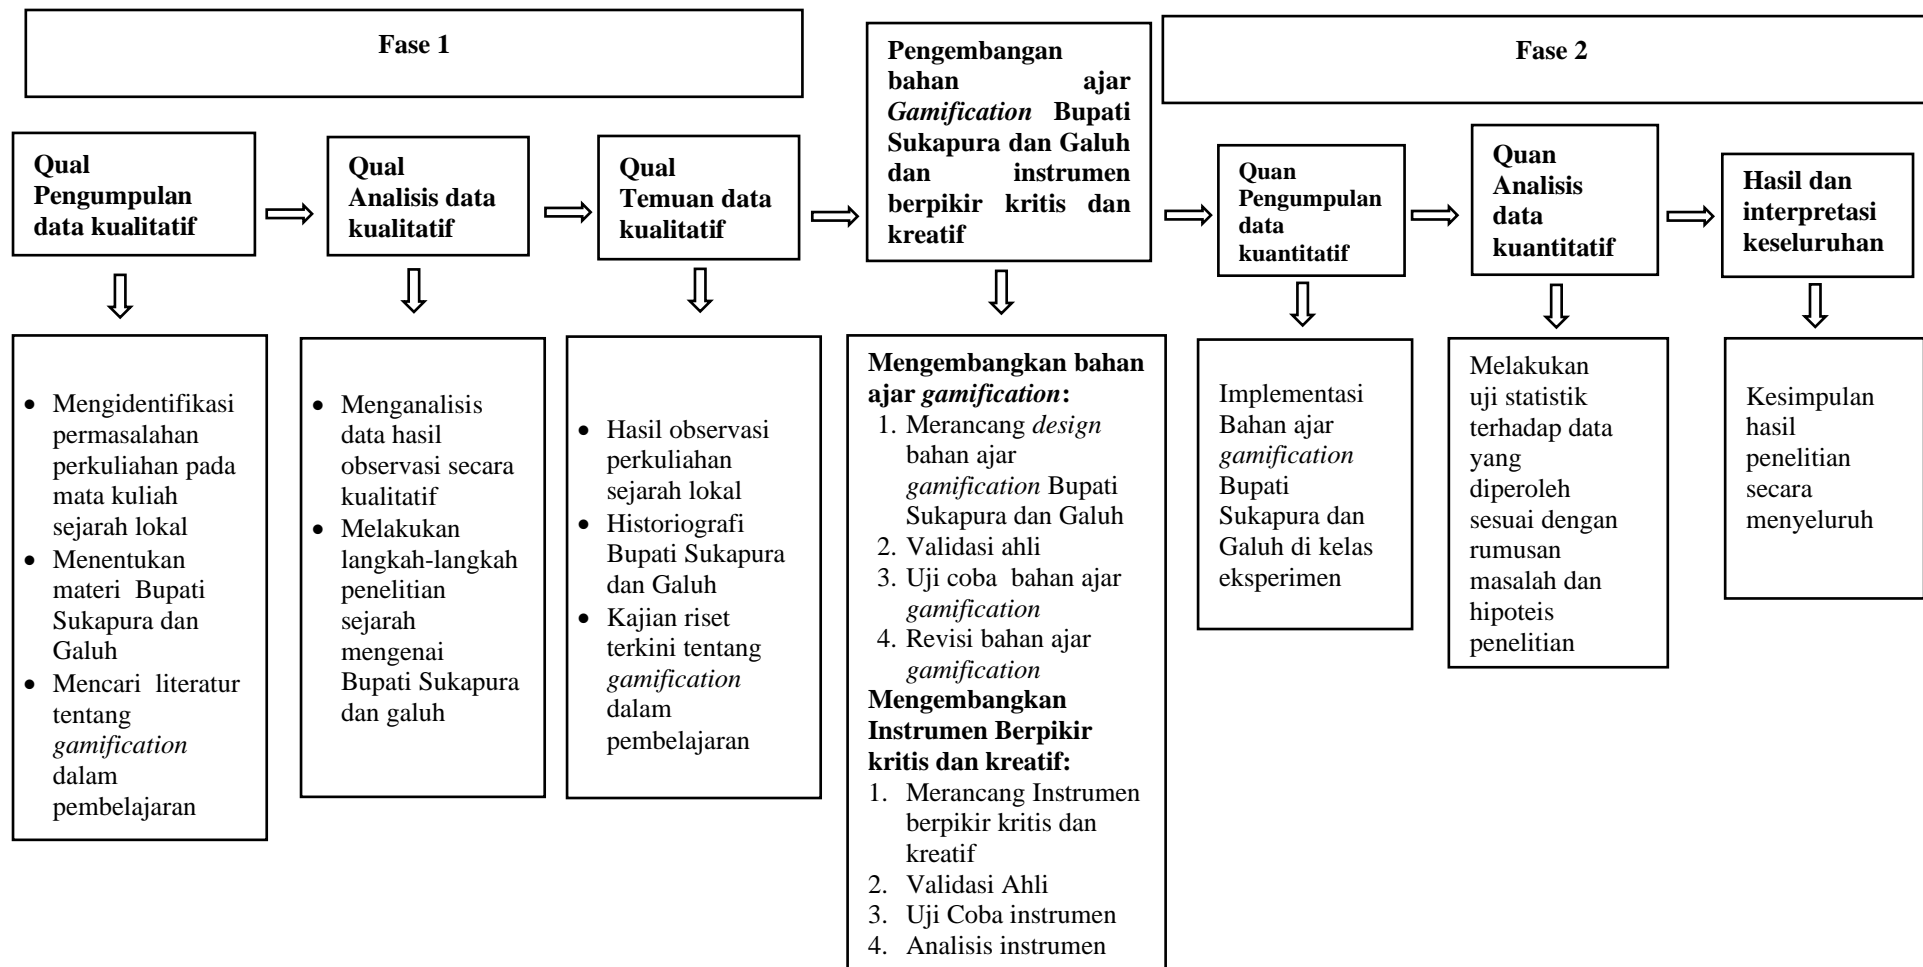 Fase 1
Pengembangan
bahan ajar
Gamification Bupati
Sukapura dan Galuh
dan instrumen
berpikir kritis dan
kreatif
Fase 2
Qual
Pengumpulan
data kualitatif
Qual
Analisis data
kualitatif
Qual
Temuan data
kualitatif
Quan
Pengumpulan
data
kuantitatif
Quan
Analisis
data
kuantitatif
Hasil dan
interpretasi
keseluruhan
• Mengidentifikasi
permasalahan
perkuliahan pada
mata kuliah
sejarah lokal
• Menentukan
materi Bupati
Sukapura dan
Galuh
• Mencari literatur
tentang
gamification
dalam
pembelajaran
• Menganalisis
data hasil
observasi secara
kualitatif
• Melakukan
langkah-langkah
penelitian
sejarah
mengenai
Bupati Sukapura
dan galuh
• Hasil observasi
perkuliahan
sejarah lokal
• Historiografi
Bupati Sukapura
dan Galuh
• Kajian riset
terkini tentang
gamification
dalam
pembelajaran
Mengembangkan bahan
ajar gamification:
1. Merancang design
bahan ajar
gamification Bupati
Sukapura dan Galuh
2. Validasi ahli
3. Uji coba bahan ajar
gamification
4. Revisi bahan ajar
gamification
Mengembangkan
Instrumen Berpikir
kritis dan kreatif:
1. Merancang Instrumen
berpikir kritis dan
kreatif
2. Validasi Ahli
3. Uji Coba instrumen
4. Analisis instrumen
Implementasi
Bahan ajar
gamification
Bupati
Sukapura dan
Galuh di kelas
eksperimen
Melakukan
uji statistik
terhadap data
yang
diperoleh
sesuai dengan
rumusan
masalah dan
hipoteis
penelitian
Kesimpulan
hasil
penelitian
secara
menyeluruh